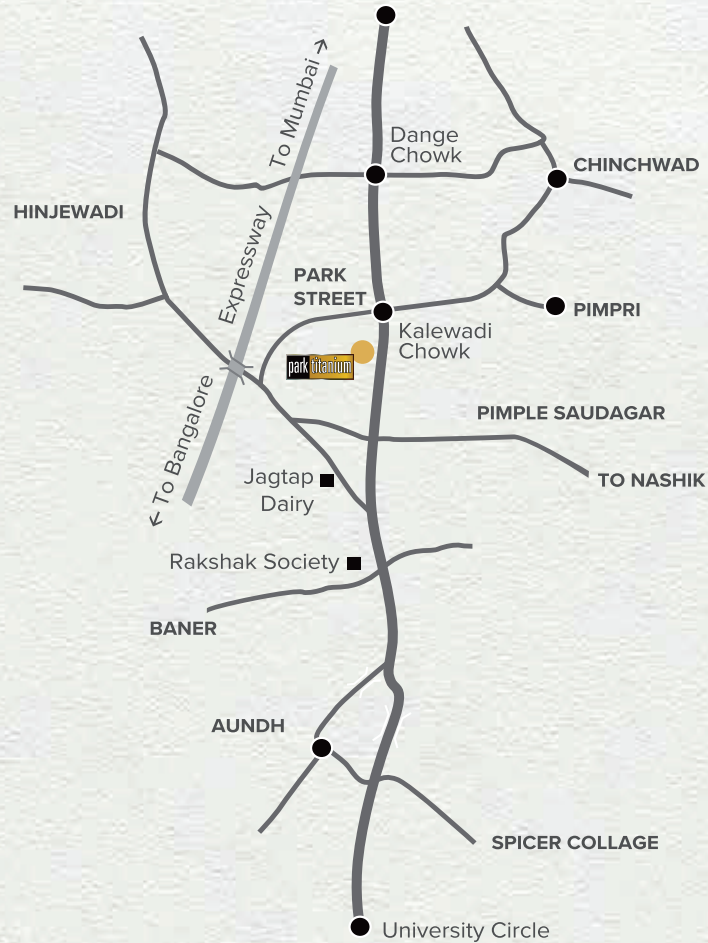 To Mumbai →
Dange
Chowk
CHINCHWAD
HINJEWADI
Expressway
PARK
STREET
PIMPRI
Kalewadi
Chowk
park titanium
← To Bangalore
PIMPLE SAUDAGAR
Jagtap
Dairy
TO NASHIK
Rakshak Society
BANER
AUNDH
SPICER COLLAGE
University Circle